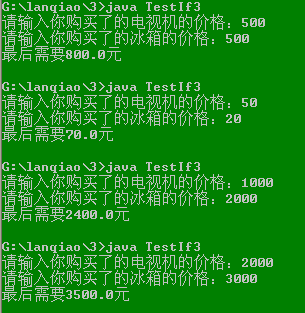 G:\lanqiao\3>java TestIf3
请输入你购买了的电视机的价格：500
请输入你购买了的冰箱的价格：500
最后需要800.0元
G:\lanqiao\3>java TestIf3
请输入你购买了的电视机的价格：50
请输入你购买了的冰箱的价格：20
最后需要70.0元
G:\lanqiao\3>java TestIf3
请输入你购买了的电视机的价格：1000
请输入你购买了的冰箱的价格：2000
最后需要2400.0元
G:\lanqiao\3>java TestIf3
请输入你购买了的电视机的价格：2000
请输入你购买了的冰箱的价格：3000
最后需要3500.0元